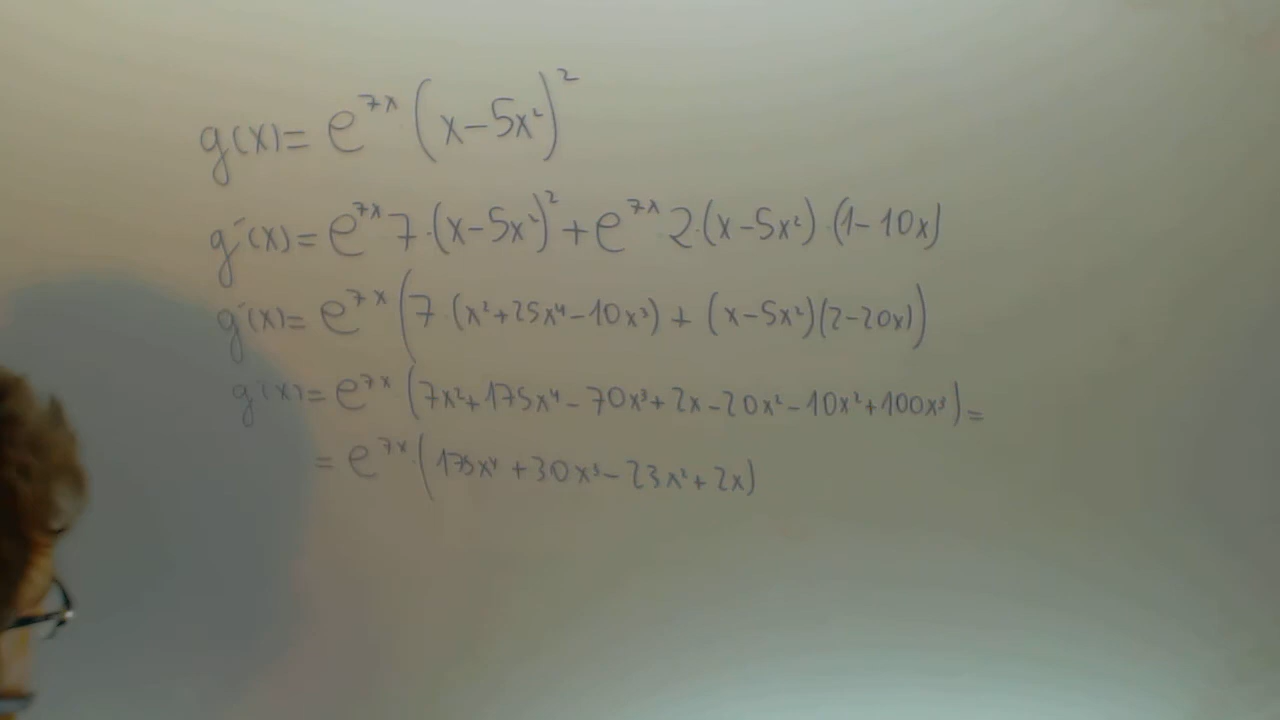 g(x) = e^{7x} (x-5x²)²
g'(x) = e^{7x} 7·(x-5x²)² + e^{7x} 2·(x-5x²)·(1-10x)
g'(x) = e^{7x} (7·(x²+25x⁴-10x³) + (x-5x²)(2-20x))
g'(x) = e^{7x} (7x²+175x⁴-70x³+2x-20x²-10x²+100x³) =
= e^{7x} (175x⁴+30x³-23x²+2x)